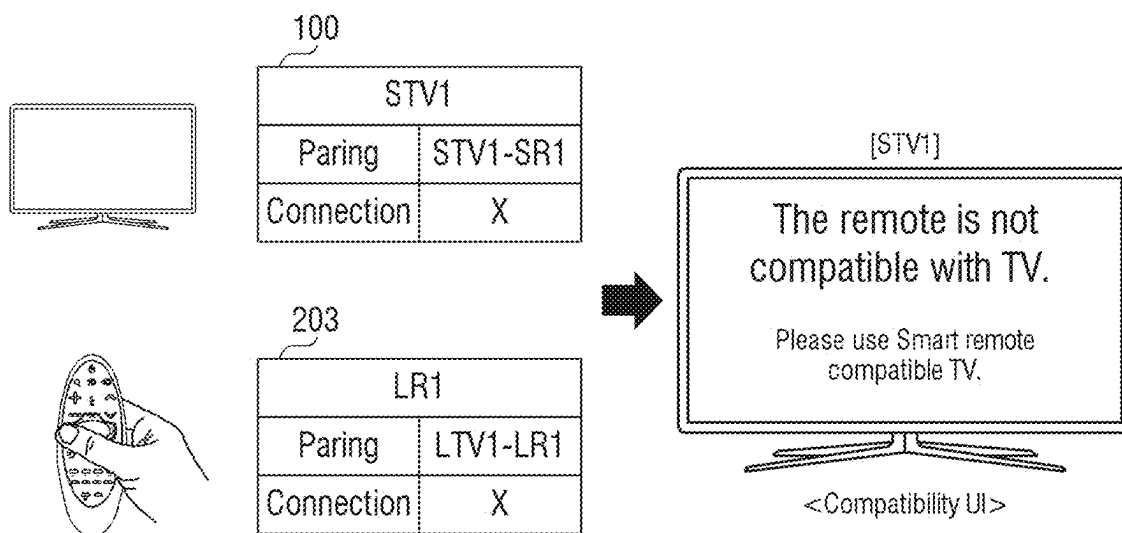 100
STV1
Paring STV1-SR1
Connection X
203
LR1
Paring LTV1-LR1
Connection X
[STV1]
The remote is not
compatible with TV.
Please use Smart remote
compatible TV.
<Compatibility UI>